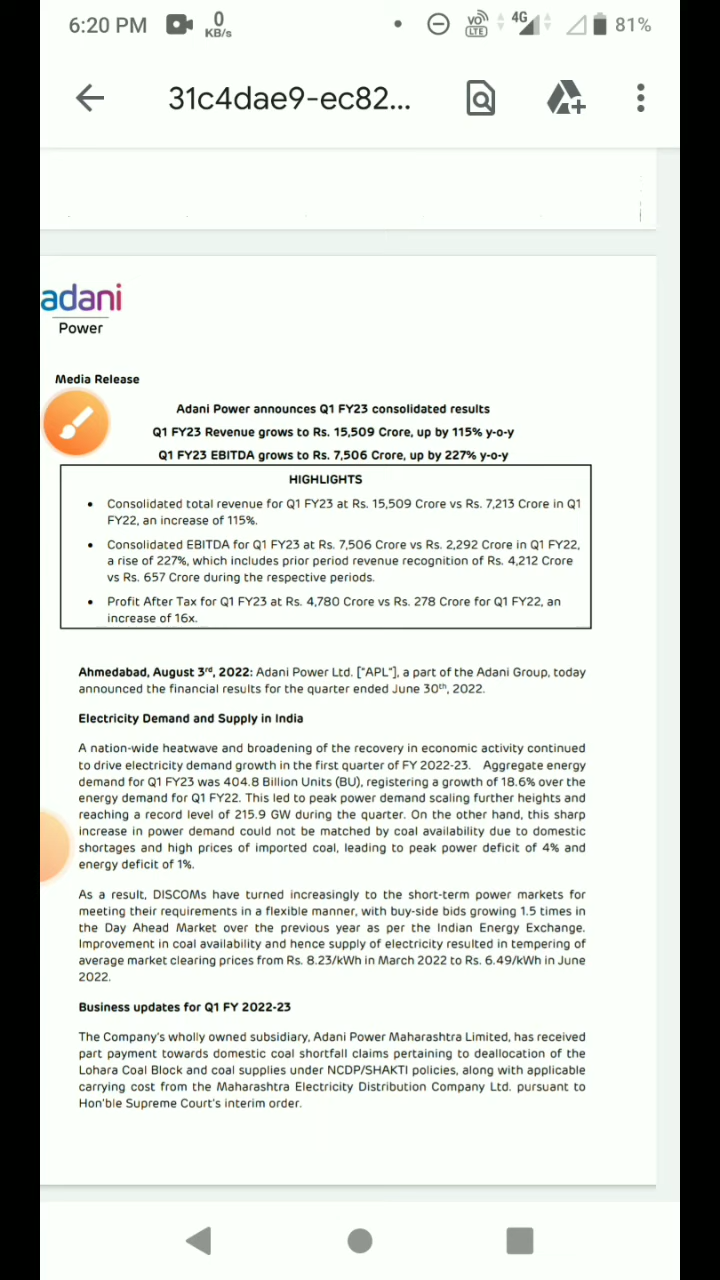 6:20 PM 0 KB/s VO LTE 4G 81%
31c4dae9-ec82...
adani
Power
Media Release
Adani Power announces Q1 FY23 consolidated results
Q1 FY23 Revenue grows to Rs. 15,509 Crore, up by 115% y-o-y
Q1 FY23 EBITDA grows to Rs. 7,506 Crore, up by 227% y-o-y
HIGHLIGHTS
• Consolidated total revenue for Q1 FY23 at Rs. 15,509 Crore vs Rs. 7,213 Crore in Q1
FY22, an increase of 115%.
• Consolidated EBITDA for Q1 FY23 at Rs. 7,506 Crore vs Rs. 2,292 Crore in Q1 FY22,
a rise of 227%, which includes prior period revenue recognition of Rs. 4,212 Crore
vs Rs. 657 Crore during the respective periods.
• Profit After Tax for Q1 FY23 at Rs. 4,780 Crore vs Rs. 278 Crore for Q1 FY22, an
increase of 16x.
Ahmedabad, August 3rd, 2022: Adani Power Ltd. ["APL"], a part of the Adani Group, today
announced the financial results for the quarter ended June 30th, 2022.
Electricity Demand and Supply in India
A nation-wide heatwave and broadening of the recovery in economic activity continued
to drive electricity demand growth in the first quarter of FY 2022-23. Aggregate energy
demand for Q1 FY23 was 404.8 Billion Units (BU), registering a growth of 18.6% over the
energy demand for Q1 FY22. This led to peak power demand scaling further heights and
reaching a record level of 215.9 GW during the quarter. On the other hand, this sharp
increase in power demand could not be matched by coal availability due to domestic
shortages and high prices of imported coal, leading to peak power deficit of 4% and
energy deficit of 1%.
As a result, DISCOMs have turned increasingly to the short-term power markets for
meeting their requirements in a flexible manner, with buy-side bids growing 1.5 times in
the Day Ahead Market over the previous year as per the Indian Energy Exchange.
Improvement in coal availability and hence supply of electricity resulted in tempering of
average market clearing prices from Rs. 8.23/kWh in March 2022 to Rs. 6.49/kWh in June
2022.
Business updates for Q1 FY 2022-23
The Company's wholly owned subsidiary, Adani Power Maharashtra Limited, has received
part payment towards domestic coal shortfall claims pertaining to deallocation of the
Lohara Coal Block and coal supplies under NCDP/SHAKTI policies, along with applicable
carrying cost from the Maharashtra Electricity Distribution Company Ltd. pursuant to
Hon'ble Supreme Court's interim order.